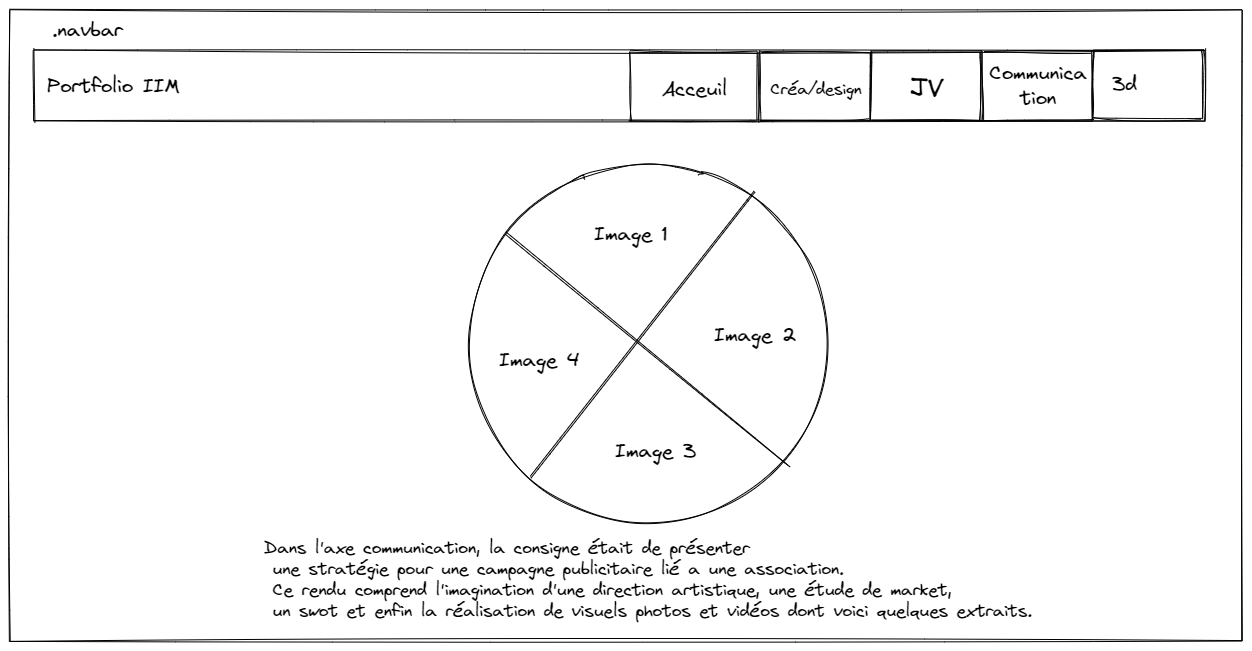 .navbar
Portfolio IIM
Acceuil
Créa/design
JV
Communica
tion
3d
Image 1
Image 2
Image 4
Image 3
Dans l'axe communication, la consigne était de présenter
une stratégie pour une campagne publicitaire lié a une association.
Ce rendu comprend l'imagination d'une direction artistique, une étude de market,
un swot et enfin la réalisation de visuels photos et vidéos dont voici quelques extraits.